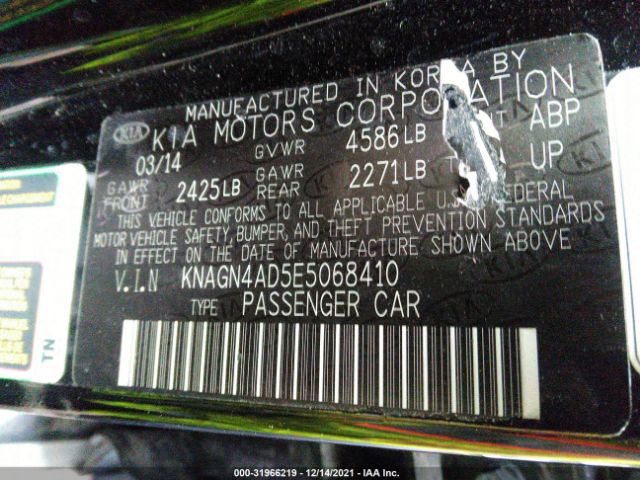 MANUFACTURED IN KOREA BY
KIA KIA MOTORS CORPORATION
03/14 GVWR 4586LB ABP
GAWR FRONT 2425LB GAWR REAR 2271LB UP
THIS VEHICLE CONFORMS TO ALL APPLICABLE FEDERAL
MOTOR VEHICLE SAFETY, BUMPER, AND THEFT PREVENTION STANDARDS
IN EFFECT ON THE DATE OF MANUFACTURE SHOWN ABOVE
V.I.N KNAGN4AD5E5068410
TYPE PASSENGER CAR
TN
000-31966219 - 12/14/2021 - IAA Inc.